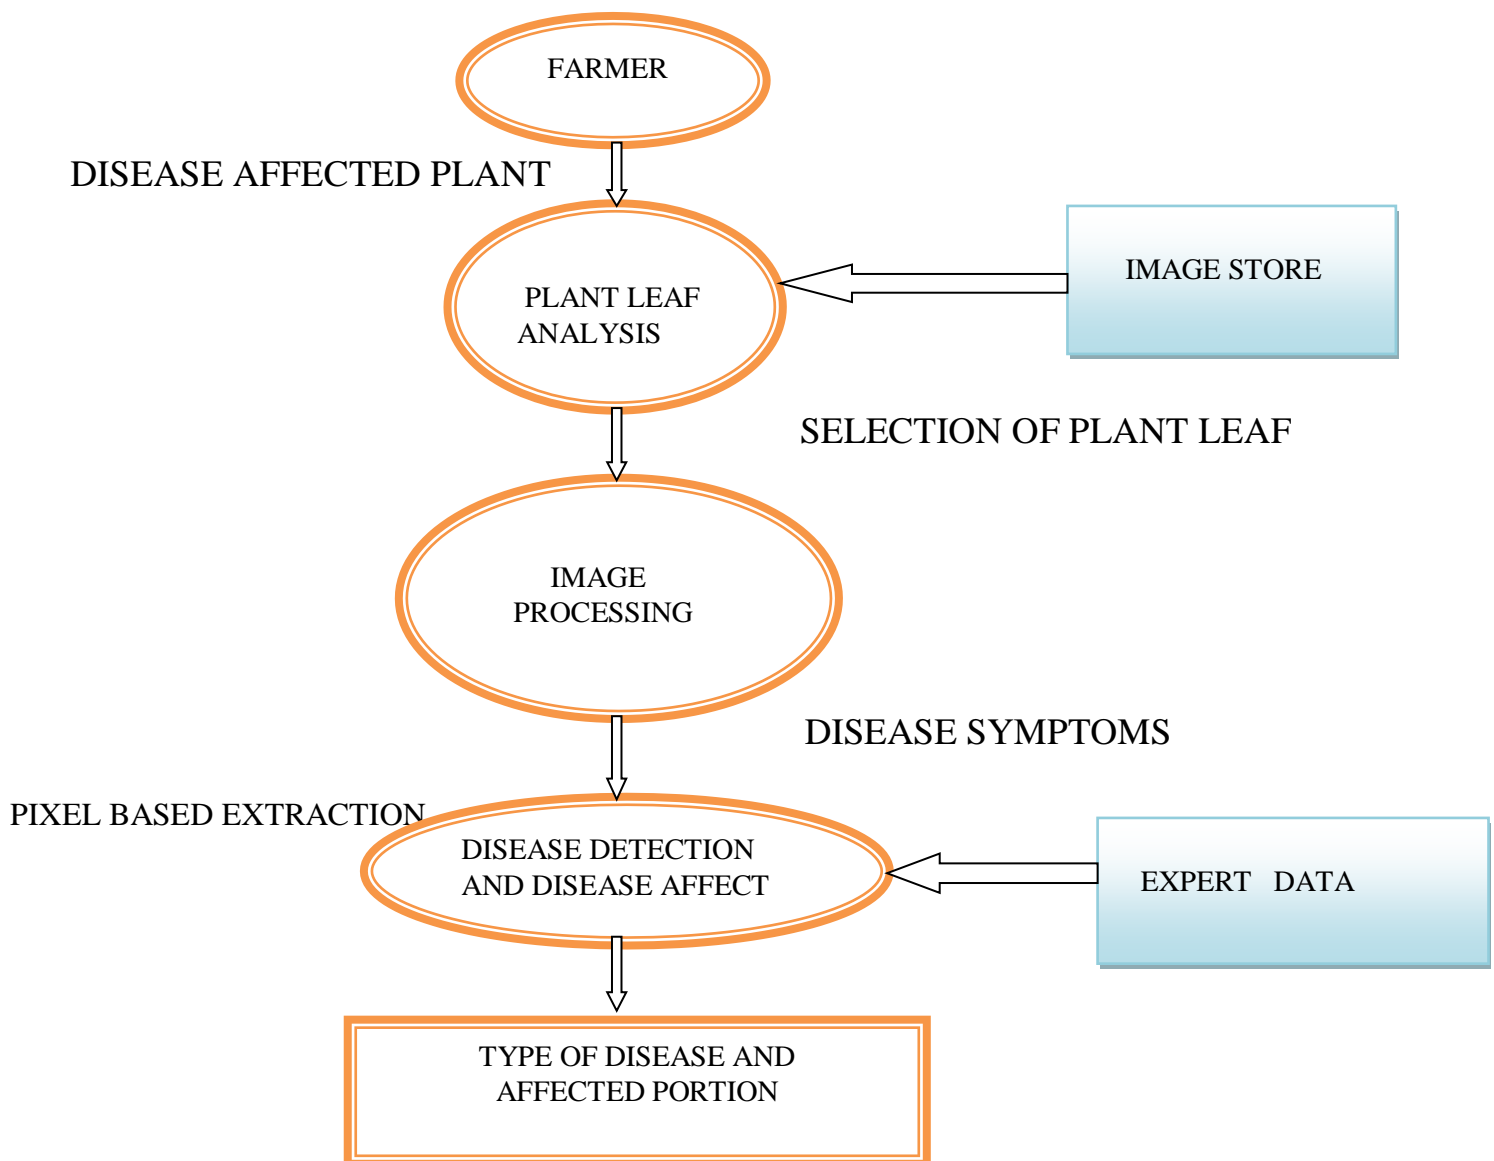 FARMER
DISEASE AFFECTED PLANT
IMAGE STORE
PLANT LEAF
ANALYSIS
SELECTION OF PLANT LEAF
IMAGE
PROCESSING
DISEASE SYMPTOMS
PIXEL BASED EXTRACTION
DISEASE DETECTION
AND DISEASE AFFECT
EXPERT DATA
TYPE OF DISEASE AND
AFFECTED PORTION